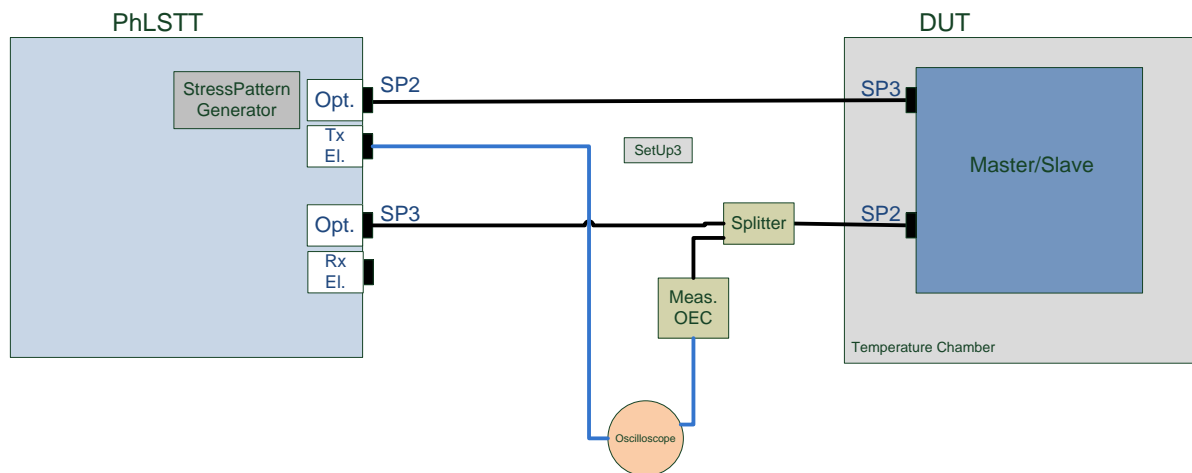 PhLSTT
DUT
StressPattern
Generator
Opt.
SP2
SP3
Tx
El.
SetUp3
Master/Slave
Opt.
SP3
Splitter
SP2
Rx
El.
Meas.
OEC
Temperature Chamber
Oscilloscope